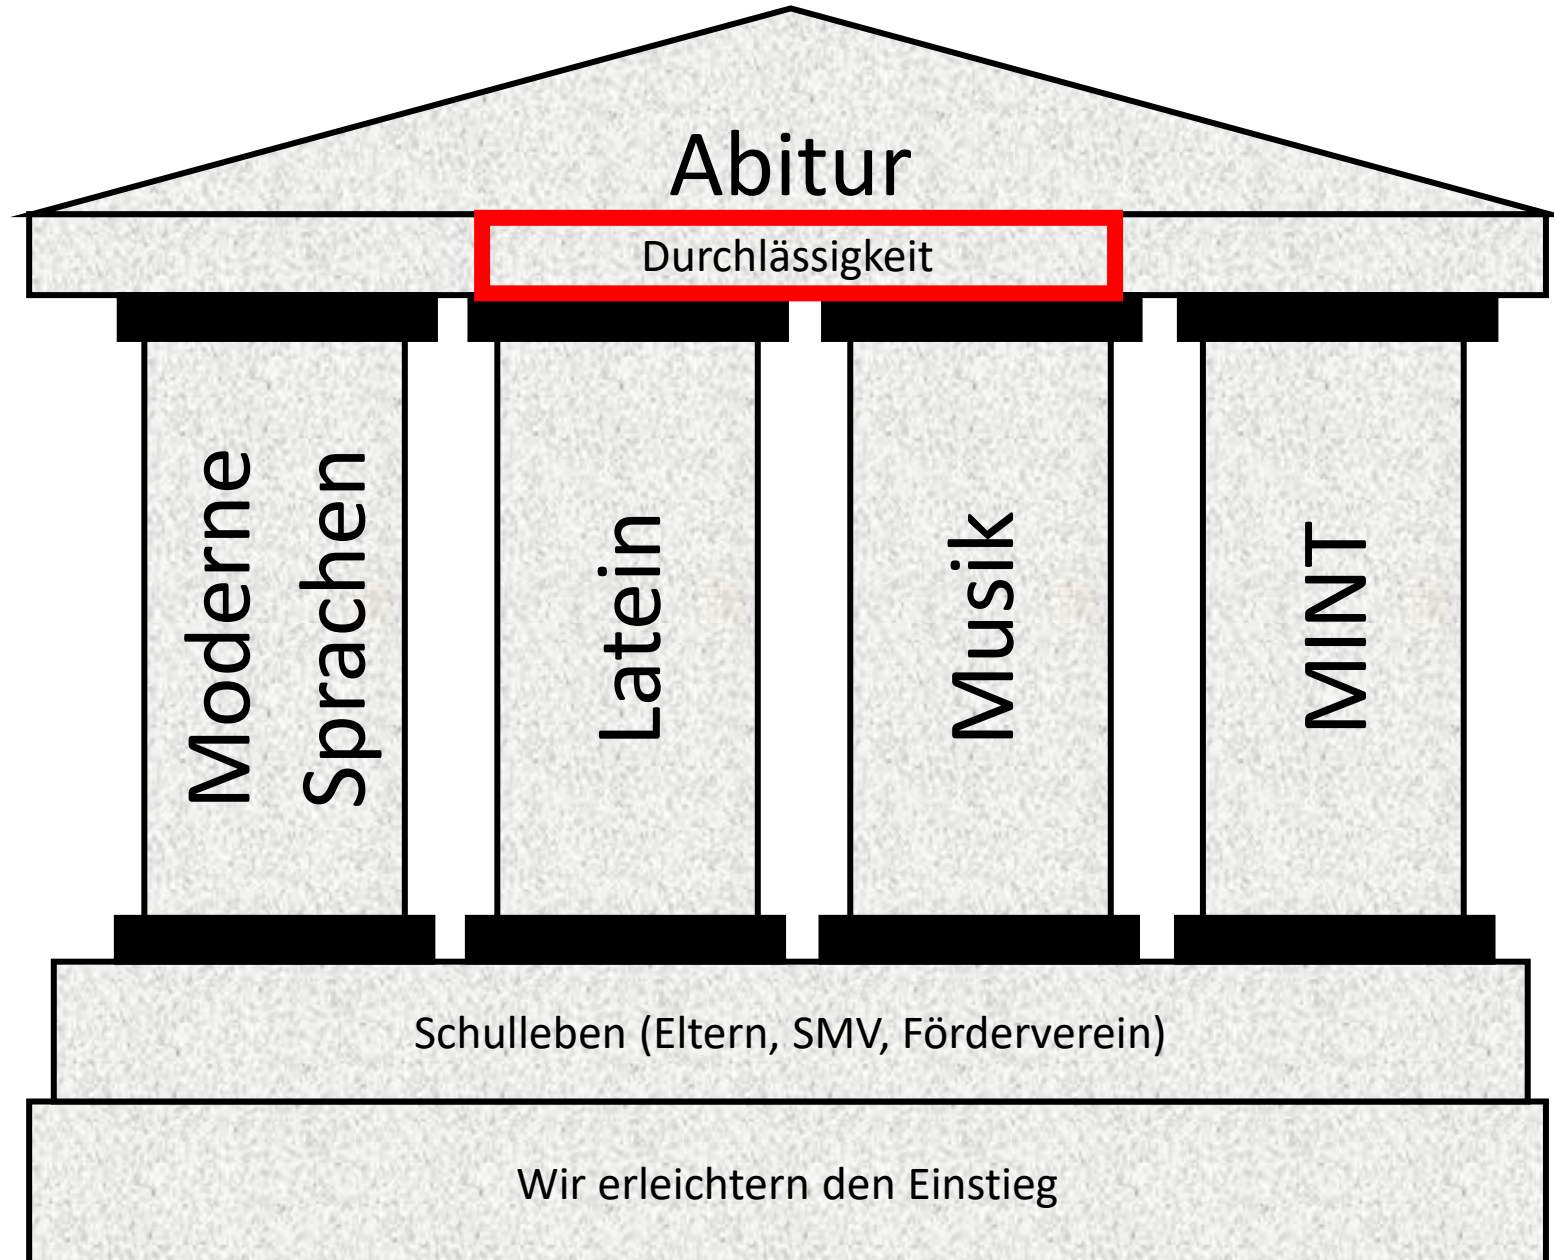 Abitur
Durchlässigkeit
Moderne
Sprachen
Latein
Musik
MINT
Schulleben (Eltern, SMV, Förderverein)
Wir erleichtern den Einstieg